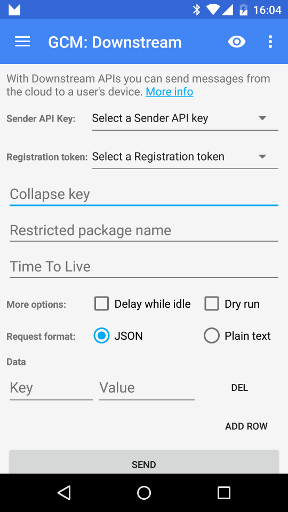 16:04
GCM: Downstream
With Downstream APIs you can send messages from
the cloud to a user's device. More info
Sender API Key: Select a Sender API key
Registration token: Select a Registration token
Collapse key
Restricted package name
Time To Live
More options: Delay while idle Dry run
Request format: JSON Plain text
Data
Key Value DEL
ADD ROW
SEND